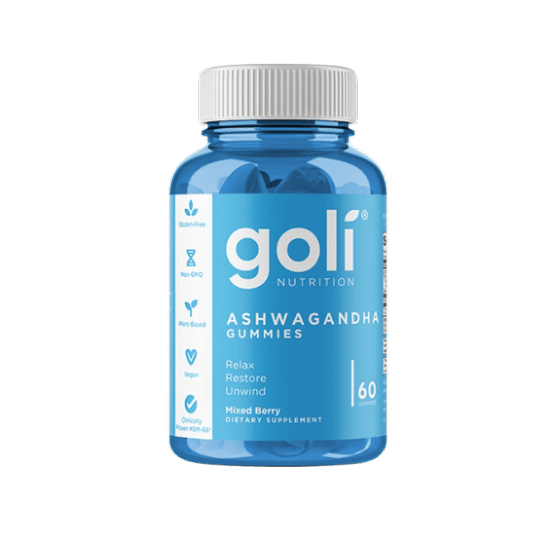 goli®
NUTRITION
ASHWAGANDHA
GUMMIES
Relax
Restore
Unwind
Mixed Berry
DIETARY SUPPLEMENT
60
GUMMIES
Gluten-Free
Non-GMO
Plant-Based
Vegan
Clinically
Proven KSM-66®